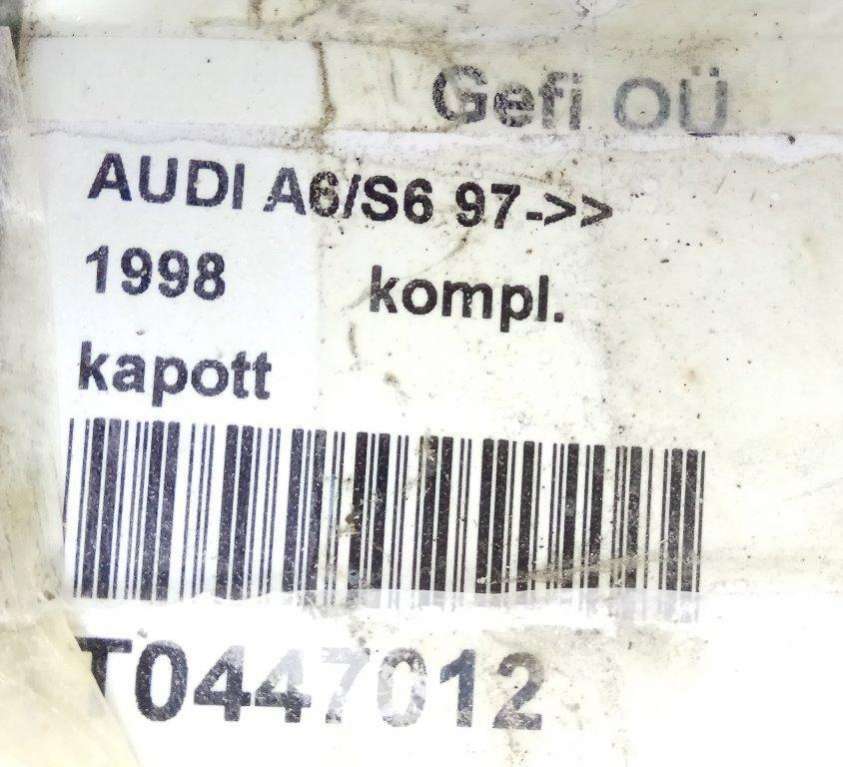 Gefi OÜ
AUDI A6/S6 97->>
1998 kompl.
kapott
T0447012